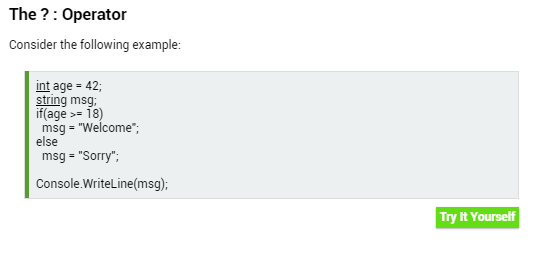 The ? : Operator
Consider the following example:
int age = 42;
string msg;
if(age >= 18)
msg = "Welcome";
else
msg = "Sorry";
Console.WriteLine(msg);
Try It Yourself